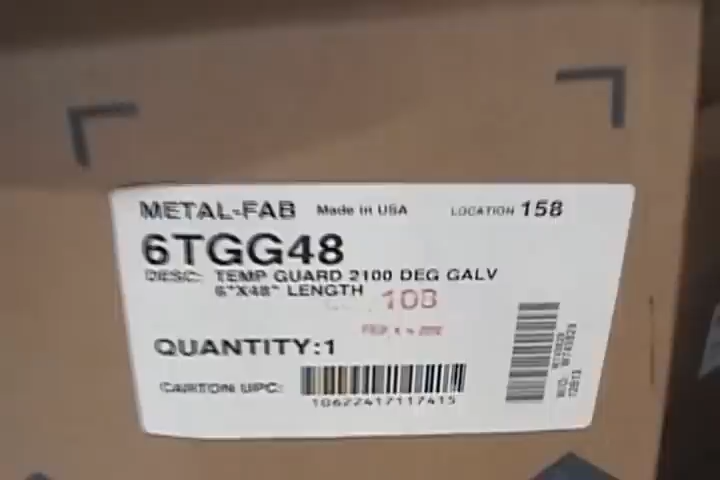 METAL-FAB Made in USA LOCATION 158
6TGG48
DESC: TEMP GUARD 2100 DEG GALV
6"X48" LENGTH
108
QUANTITY:1
CARTON UPC:
10622417117415